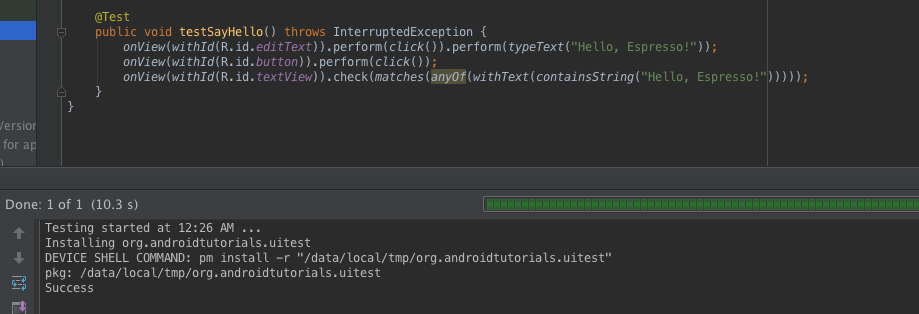 @Test
public void testSayHello() throws InterruptedException {
onView(withId(R.id.editText)).perform(click()).perform(typeText("Hello, Espresso!"));
onView(withId(R.id.button)).perform(click());
onView(withId(R.id.textView)).check(matches(anyOf(withText(containsString("Hello, Espresso!")))));
}
}
for ap
Done: 1 of 1 (10.3 s)
Testing started at 12:26 AM ...
Installing org.androidtutorials.uitest
DEVICE SHELL COMMAND: pm install -r "/data/local/tmp/org.androidtutorials.uitest"
pkg: /data/local/tmp/org.androidtutorials.uitest
Success